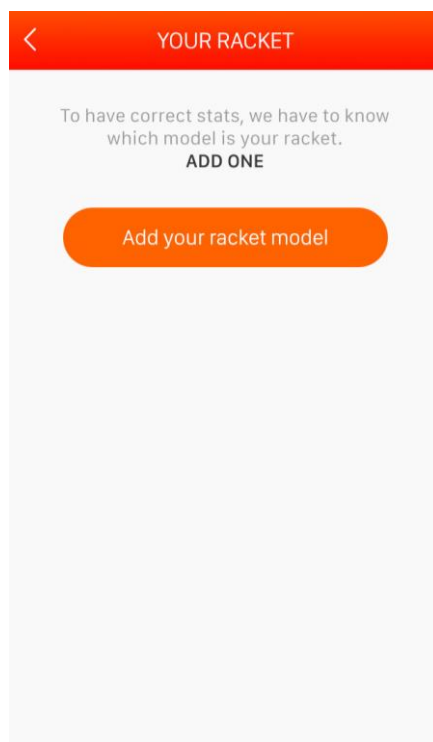 YOUR RACKET
To have correct stats, we have to know
which model is your racket.
ADD ONE
Add your racket model